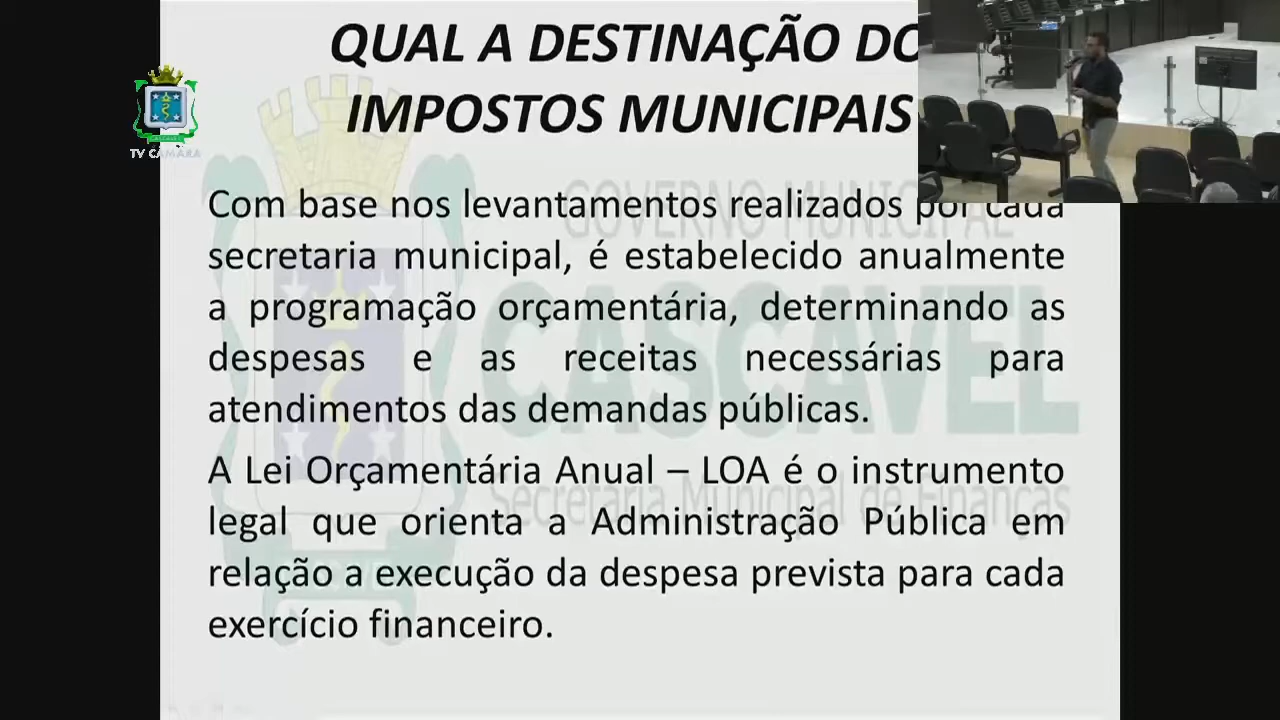 QUAL A DESTINAÇÃO DO
IMPOSTOS MUNICIPAIS
TV CÂMARA
Com base nos levantamentos realizados por cada
secretaria municipal, é estabelecido anualmente
a programação orçamentária, determinando as
despesas e as receitas necessárias para
atendimentos das demandas públicas.
A Lei Orçamentária Anual – LOA é o instrumento
legal que orienta a Administração Pública em
relação a execução da despesa prevista para cada
exercício financeiro.
GOVERNO MUNICIPAL
CASCAVEL
Secretaria Municipal de Finanças